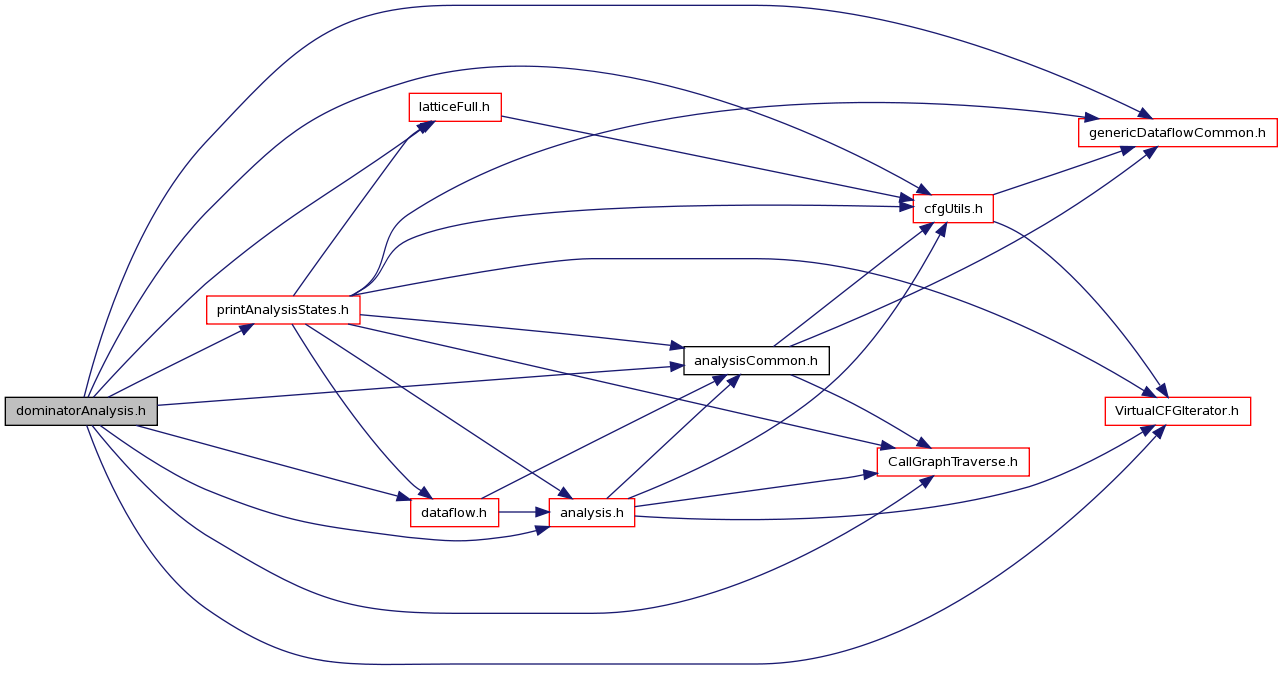 latticeFull.h
genericDataflowCommon.h
cfgUtils.h
printAnalysisStates.h
analysisCommon.h
dominatorAnalysis.h
VirtualCFGIterator.h
CallGraphTraverse.h
dataflow.h
analysis.h